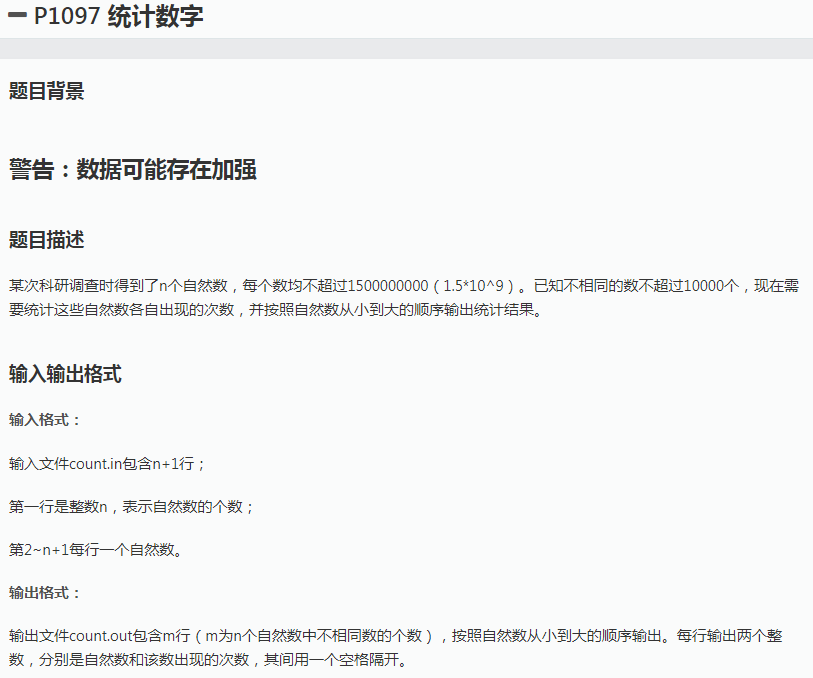 P1097 统计数字
题目背景
警告：数据可能存在加强
题目描述
某次科研调查时得到了n个自然数，每个数均不超过1500000000（1.5*10^9）。已知不相同的数不超过10000个，现在需
要统计这些自然数各自出现的次数，并按照自然数从小到大的顺序输出统计结果。
输入输出格式
输入格式：
输入文件count.in包含n+1行；
第一行是整数n，表示自然数的个数；
第2~n+1每行一个自然数。
输出格式：
输出文件count.out包含m行（m为n个自然数中不相同数的个数），按照自然数从小到大的顺序输出。每行输出两个整
数，分别是自然数和该数出现的次数，其间用一个空格隔开。